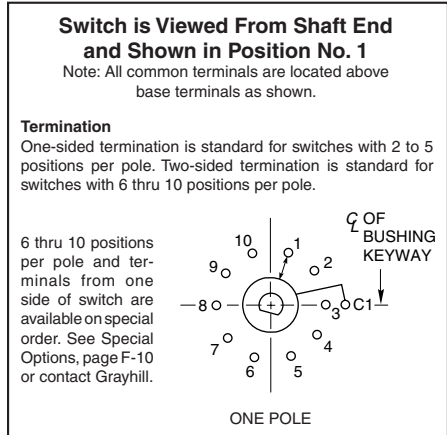 Switch is Viewed From Shaft End
and Shown in Position No. 1
Note: All common terminals are located above
base terminals as shown.
Termination
One-sided termination is standard for switches with 2 to 5
positions per pole. Two-sided termination is standard for
switches with 6 thru 10 positions per pole.
6 thru 10 positions
per pole and ter-
minals from one
side of switch are
available on special
order. See Special
Options, page F-10
or contact Grayhill.
℄ OF
BUSHING
KEYWAY
10 1
9 2
8 3 C1
7 4
6 5
ONE POLE